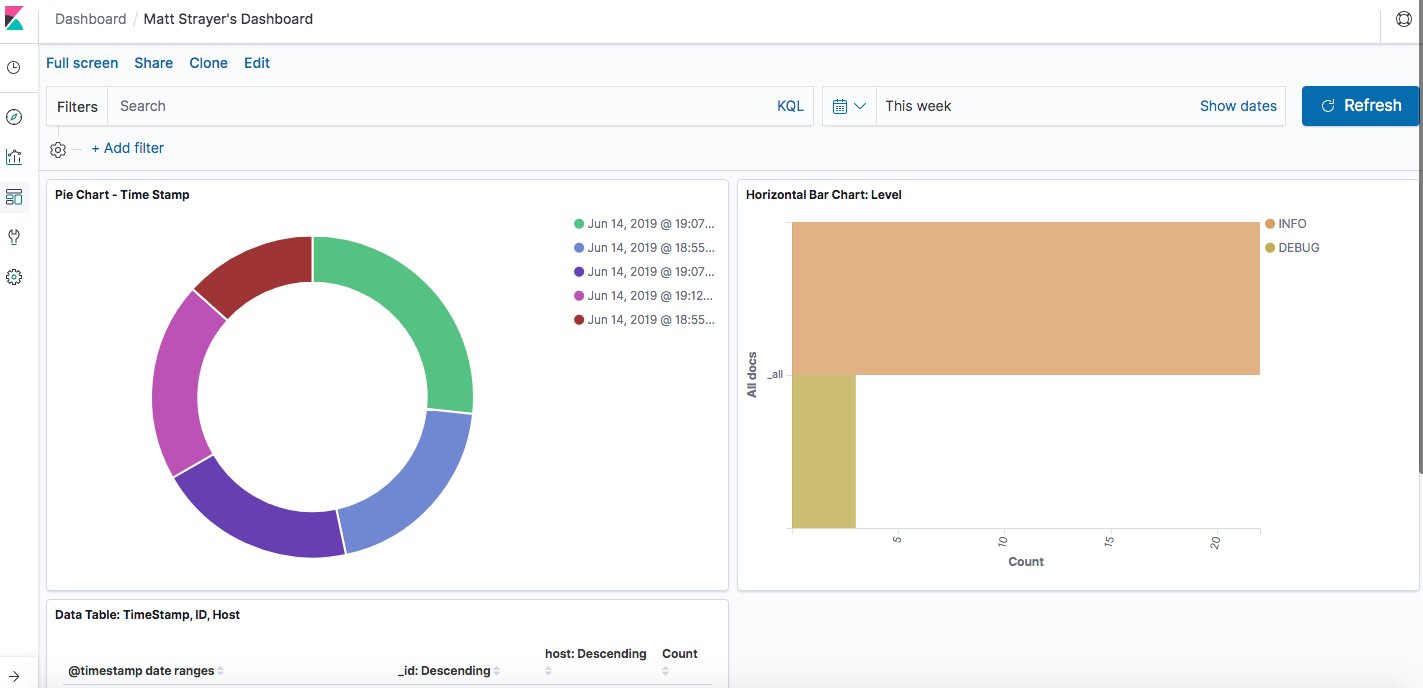 Dashboard / Matt Strayer's Dashboard
Full screen Share Clone Edit
Filters Search KQL This week Show dates Refresh
+ Add filter
Pie Chart - Time Stamp
Jun 14, 2019 @ 19:07...
Jun 14, 2019 @ 18:55...
Jun 14, 2019 @ 19:07...
Jun 14, 2019 @ 19:12...
Jun 14, 2019 @ 18:55...
Horizontal Bar Chart: Level
INFO
DEBUG
All docs
_all
5 10 15 20
Count
Data Table: TimeStamp, ID, Host
@timestamp date ranges _id: Descending host: Descending Count